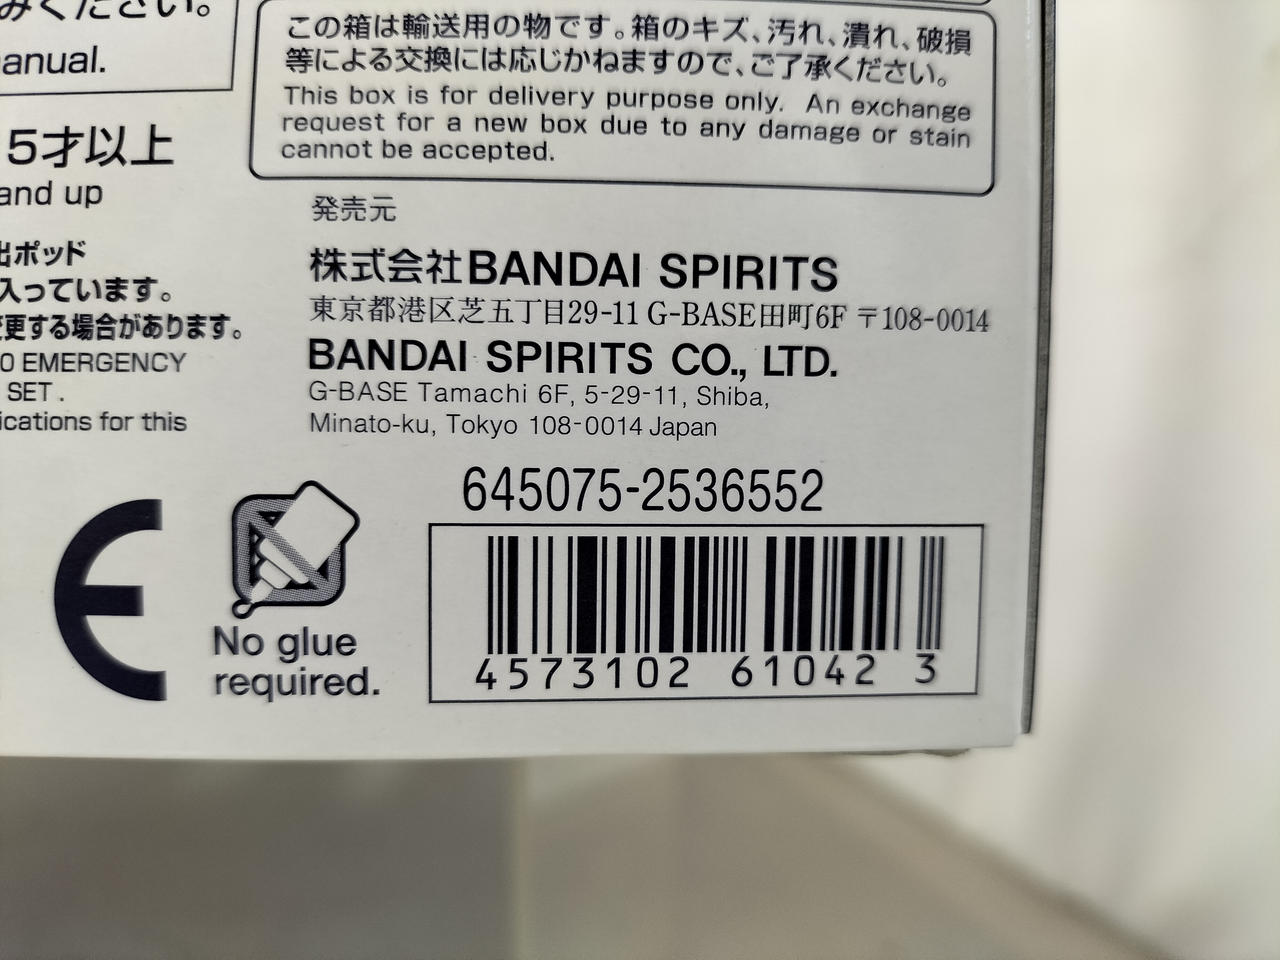 みください。
anual.
この箱は輸送用の物です。箱のキズ、汚れ、潰れ、破損
等による交換には応じかねますので、ご了承ください。
This box is for delivery purpose only. An exchange
request for a new box due to any damage or stain
cannot be accepted.
5才以上
and up
出ポッド
入っています。
変更する場合があります。
0 EMERGENCY
SET.
ications for this
発売元
株式会社BANDAI SPIRITS
東京都港区芝五丁目29-11 G-BASE田町6F 〒108-0014
BANDAI SPIRITS CO., LTD.
G-BASE Tamachi 6F, 5-29-11, Shiba,
Minato-ku, Tokyo 108-0014 Japan
645075-2536552
CE
No glue
required.
4573102 61042 3